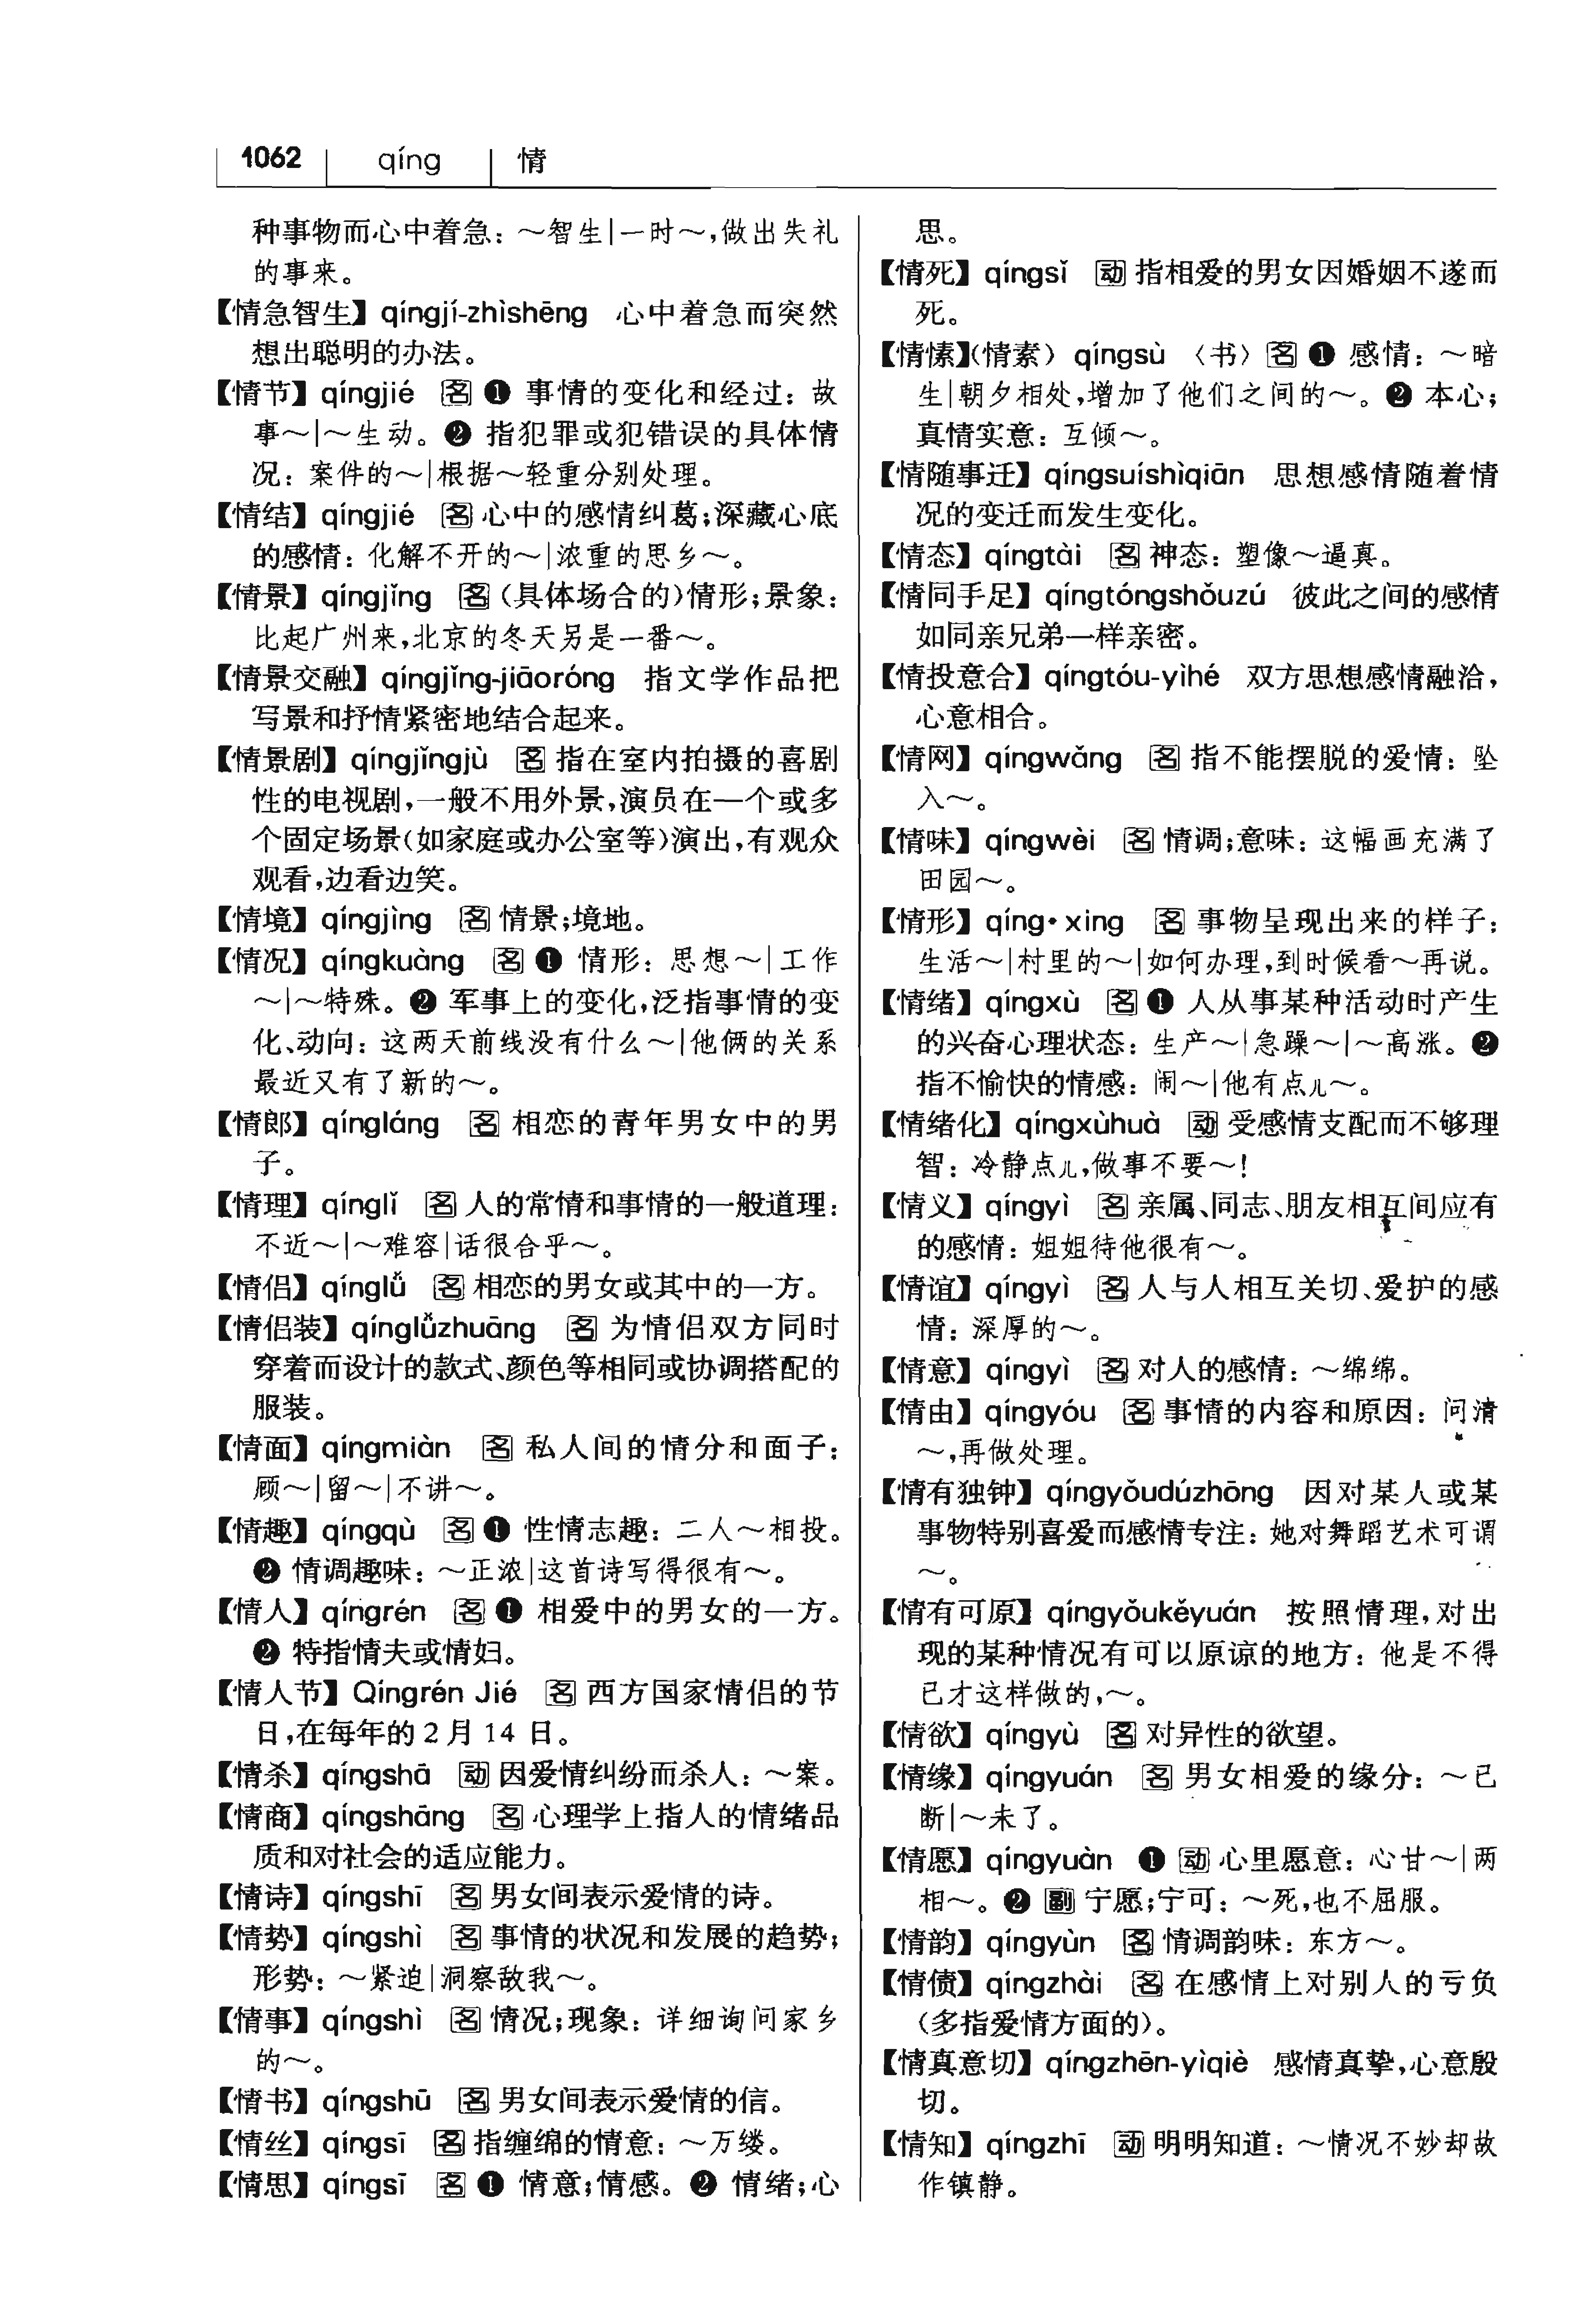 1062 qíng 情
种事物而心中着急：～智生|一时～，做出失礼
的事来。
【情急智生】qíngjí-zhìshēng 心中着急而突然
想出聪明的办法。
【情节】qíngjié 名 ❶ 事情的变化和经过：故
事～|～生动。❷ 指犯罪或犯错误的具体情
况：案件的～|根据～轻重分别处理。
【情结】qíngjié 名 心中的感情纠葛；深藏心底
的感情：化解不开的～|浓重的思乡～。
【情景】qíngjǐng 名（具体场合的）情形；景象：
比起广州来，北京的冬天另是一番～。
【情景交融】qíngjǐng-jiāoróng 指文学作品把
写景和抒情紧密地结合起来。
【情景剧】qíngjǐngjù 名 指在室内拍摄的喜剧
性的电视剧，一般不用外景，演员在一个或多
个固定场景（如家庭或办公室等）演出，有观众
观看，边看边笑。
【情境】qíngjìng 名 情景；境地。
【情况】qíngkuàng 名 ❶ 情形：思想～|工作
～|～特殊。❷ 军事上的变化，泛指事情的变
化、动向：这两天前线没有什么～|他俩的关系
最近又有了新的～。
【情郎】qíngláng 名 相恋的青年男女中的男
子。
【情理】qínglǐ 名 人的常情和事情的一般道理：
不近～|～难容|话很合乎～。
【情侣】qínglǚ 名 相恋的男女或其中的一方。
【情侣装】qínglǚzhuāng 名 为情侣双方同时
穿着而设计的款式、颜色等相同或协调搭配的
服装。
【情面】qíngmiàn 名 私人间的情分和面子：
顾～|留～|不讲～。
【情趣】qíngqù 名 ❶ 性情志趣：二人～相投。
❷ 情调趣味：～正浓|这首诗写得很有～。
【情人】qíngrén 名 ❶ 相爱中的男女的一方。
❷ 特指情夫或情妇。
【情人节】Qíngrén Jié 名 西方国家情侣的节
日，在每年的 2 月 14 日。
【情杀】qíngshā 动 因爱情纠纷而杀人：～案。
【情商】qíngshāng 名 心理学上指人的情绪品
质和对社会的适应能力。
【情诗】qíngshī 名 男女间表示爱情的诗。
【情势】qíngshì 名 事情的状况和发展的趋势；
形势：～紧迫|洞察敌我～。
【情事】qíngshì 名 情况；现象：详细询问家乡
的～。
【情书】qíngshū 名 男女间表示爱情的信。
【情丝】qíngsī 名 指缠绵的情意：～万缕。
【情思】qíngsī 名 ❶ 情意；情感。❷ 情绪；心
思。
【情死】qíngsǐ 动 指相爱的男女因婚姻不遂而
死。
【情愫】（情素）qíngsù 〈书〉名 ❶ 感情：～暗
生|朝夕相处，增加了他们之间的～。❷ 本心；
真情实意：互倾～。
【情随事迁】qíngsuíshìqiān 思想感情随着情
况的变迁而发生变化。
【情态】qíngtài 名 神态：塑像～逼真。
【情同手足】qíngtóngshǒuzú 彼此之间的感情
如同亲兄弟一样亲密。
【情投意合】qíngtóu-yìhé 双方思想感情融洽，
心意相合。
【情网】qíngwǎng 名 指不能摆脱的爱情：坠
入～。
【情味】qíngwèi 名 情调；意味：这幅画充满了
田园～。
【情形】qíng•xing 名 事物呈现出来的样子：
生活～|村里的～|如何办理，到时候看～再说。
【情绪】qíngxù 名 ❶ 人从事某种活动时产生
的兴奋心理状态：生产～|急躁～|～高涨。❷
指不愉快的情感：闹～|他有点儿～。
【情绪化】qíngxùhuà 动 受感情支配而不够理
智：冷静点儿，做事不要～！
【情义】qíngyì 名 亲属、同志、朋友相互间应有
的感情：姐姐待他很有～。
【情谊】qíngyì 名 人与人相互关切、爱护的感
情：深厚的～。
【情意】qíngyì 名 对人的感情：～绵绵。
【情由】qíngyóu 名 事情的内容和原因：问清
～，再做处理。
【情有独钟】qíngyǒudúzhōng 因对某人或某
事物特别喜爱而感情专注：她对舞蹈艺术可谓
～。
【情有可原】qíngyǒukěyuán 按照情理，对出
现的某种情况有可以原谅的地方：他是不得
已才这样做的，～。
【情欲】qíngyù 名 对异性的欲望。
【情缘】qíngyuán 名 男女相爱的缘分：～已
断|～未了。
【情愿】qíngyuàn ❶ 动 心里愿意：心甘～|两
相～。❷ 副 宁愿；宁可：～死，也不屈服。
【情韵】qíngyùn 名 情调韵味：东方～。
【情债】qíngzhài 名 在感情上对别人的亏负
（多指爱情方面的）。
【情真意切】qíngzhēn-yìqiè 感情真挚，心意殷
切。
【情知】qíngzhī 动 明明知道：～情况不妙却故
作镇静。